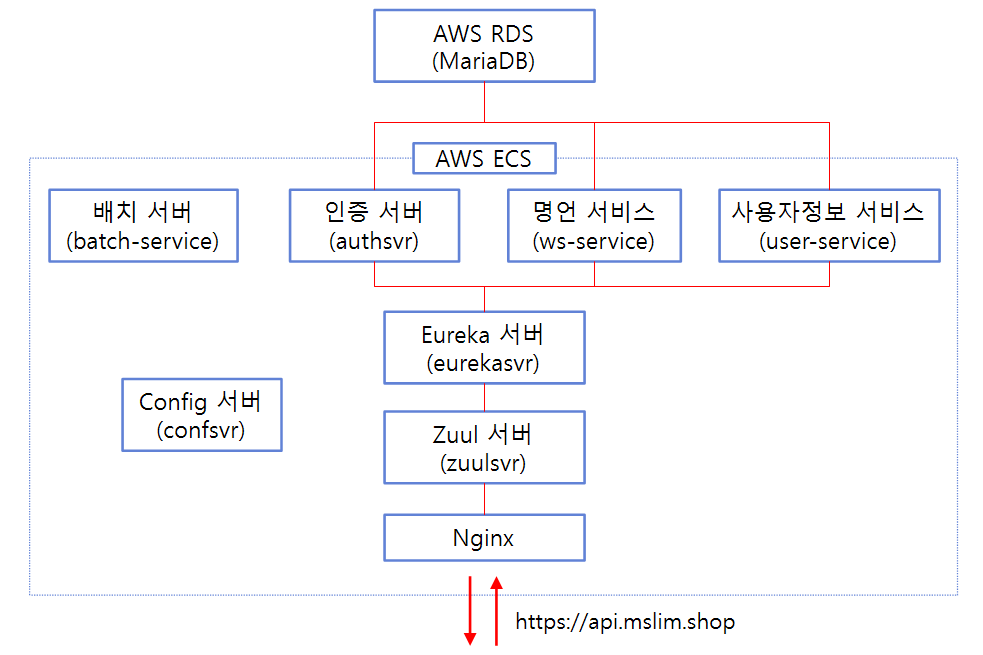 AWS RDS
(MariaDB)
AWS ECS
배치 서버
(batch-service)
인증 서버
(authsvr)
명언 서비스
(ws-service)
사용자정보 서비스
(user-service)
Eureka 서버
(eurekasvr)
Config 서버
(confsvr)
Zuul 서버
(zuulsvr)
Nginx
https://api.mslim.shop